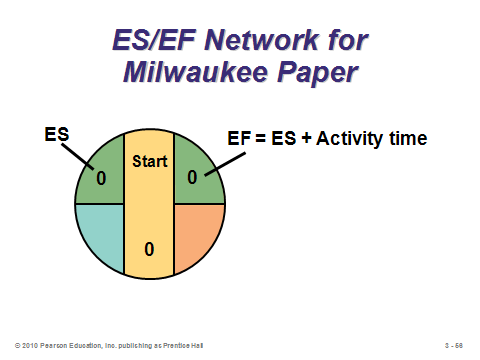 ES/EF Network for
Milwaukee Paper
ES
EF = ES + Activity time
Start
0
0
0
© 2010 Pearson Education, Inc. publishing as Prentice Hall
3 - 56